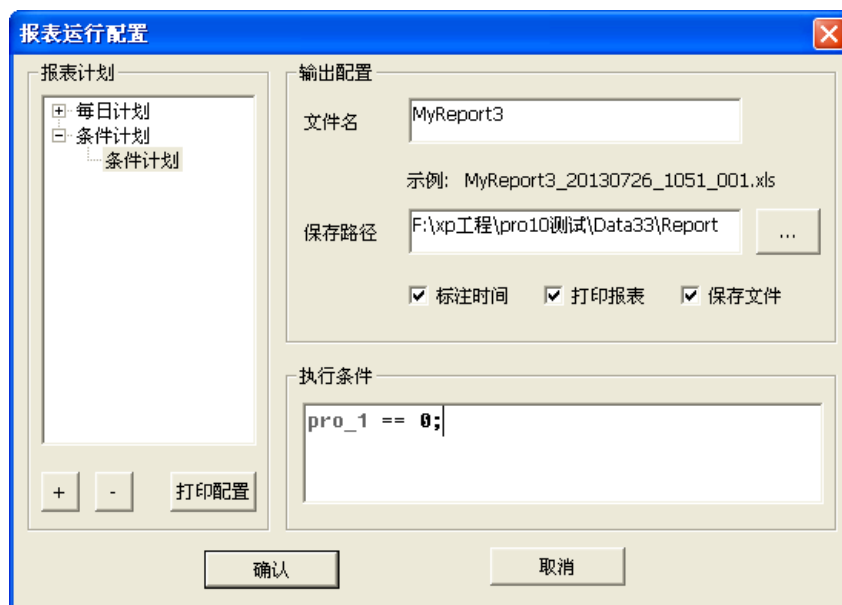 报表运行配置
报表计划
每日计划
条件计划
条件计划
+
-
打印配置
输出配置
文件名
MyReport3
示例: MyReport3_20130726_1051_001.xls
保存路径
F:\xp工程\pro10测试\Data33\Report
...
标注时间 打印报表 保存文件
执行条件
pro_1 == 0;
确认
取消